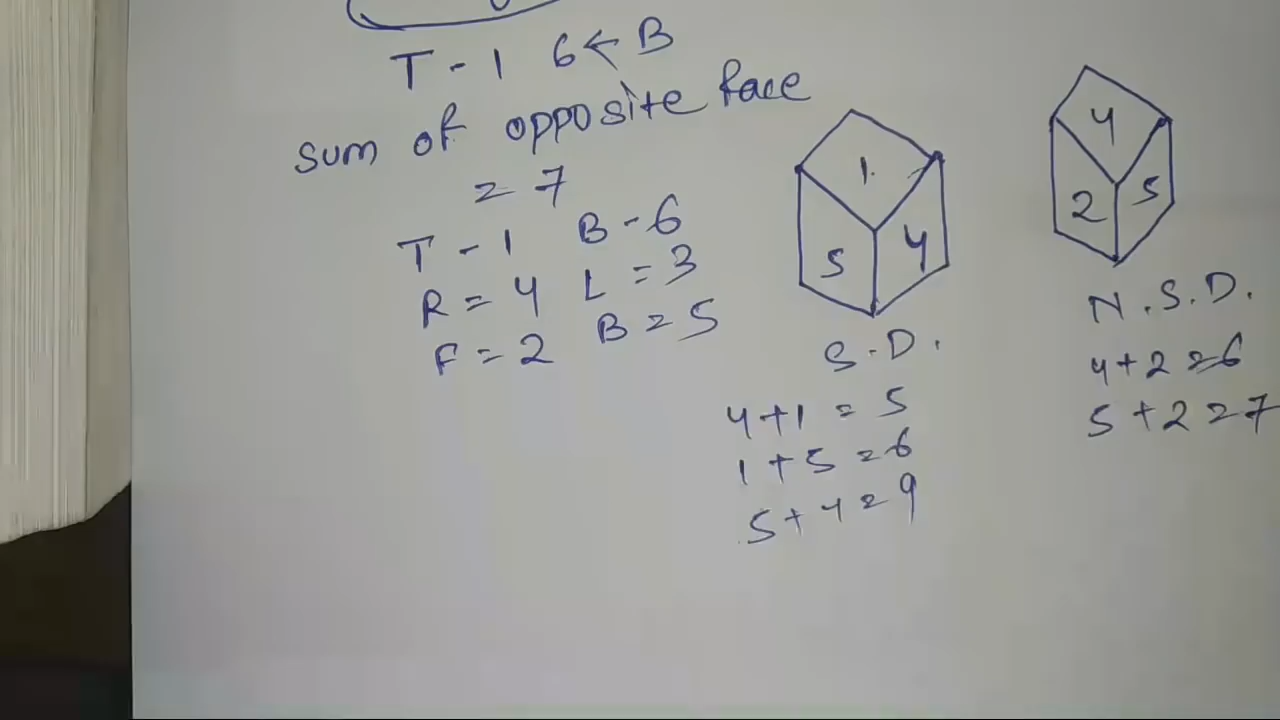 T - 1 6 ← B
sum of opposite face
= 7
T - 1 B - 6
R = 4 L = 3
F = 2 B = 5
1
5 4
S.D.
4+1 = 5
1+5 = 6
5+4 = 9
4
2 5
N.S.D.
4+2 = 6
5+2 = 7